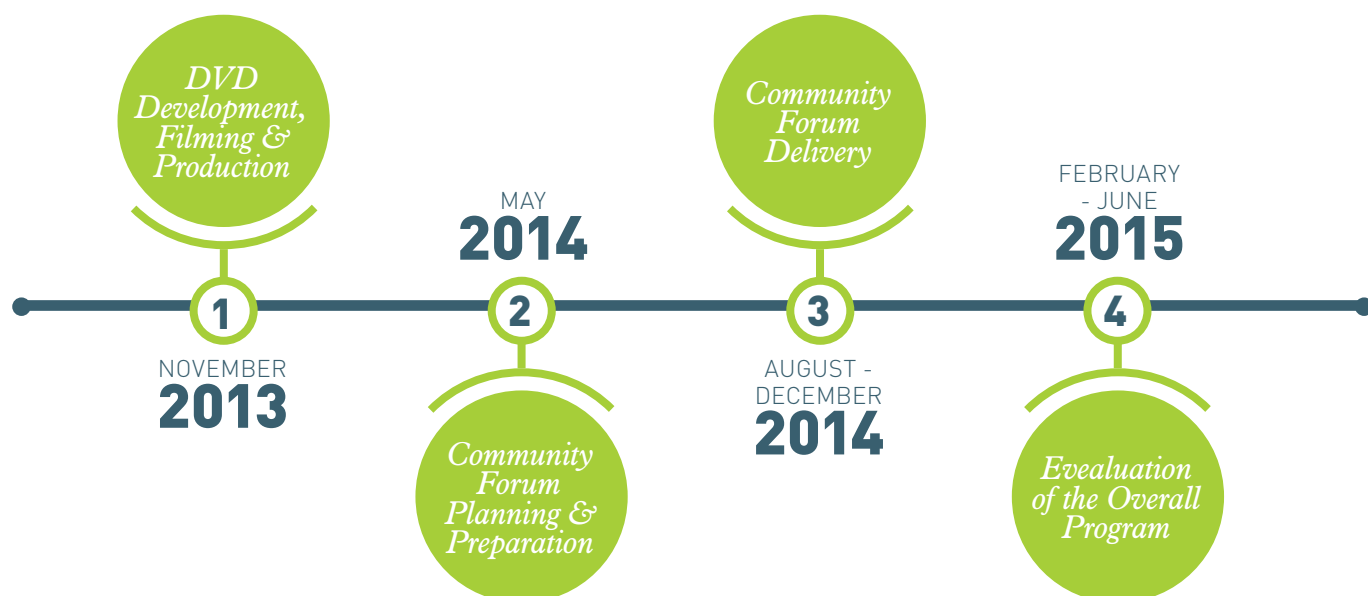 DVD
Development,
Filming &
Production
1
NOVEMBER
2013
MAY
2014
2
Community
Forum
Planning &
Preparation
Community
Forum
Delivery
3
AUGUST -
DECEMBER
2014
FEBRUARY
- JUNE
2015
4
Evealuation
of the Overall
Program